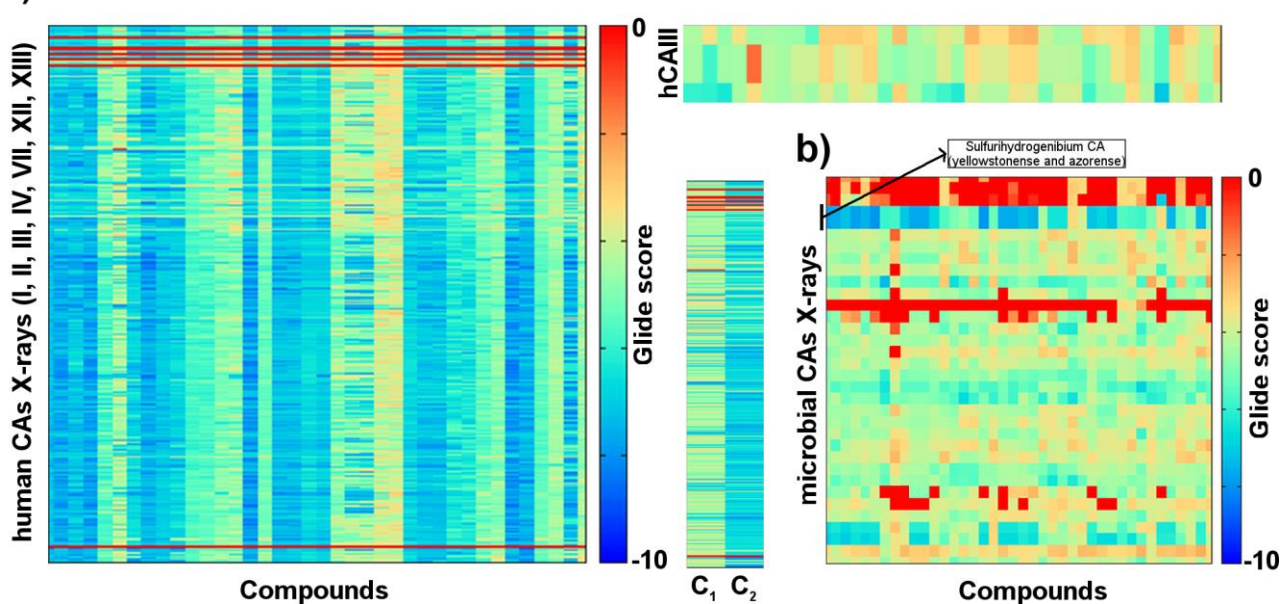 )
human CAs X-rays (I, II, III, IV, VII, XII, XIII)
Compounds
0
Glide score
-10
hCAIII
C1 C2
b)
Sulfurihydrogenibium CA
(yellowstonense and azorense)
microbial CAs X-rays
Compounds
0
Glide score
-10